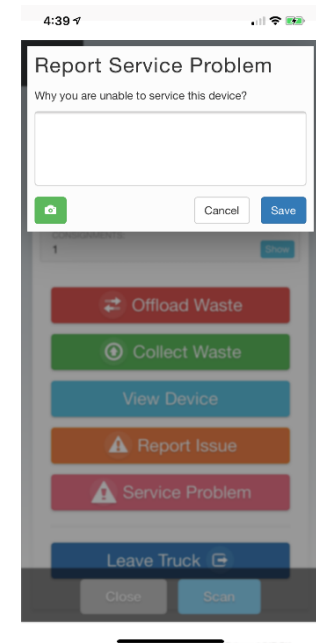 4:39
Report Service Problem
Why you are unable to service this device?
Cancel
Save
CONSIGNMENTS:
1
Show
Offload Waste
Collect Waste
View Device
Report Issue
Service Problem
Leave Truck
Close
Scan